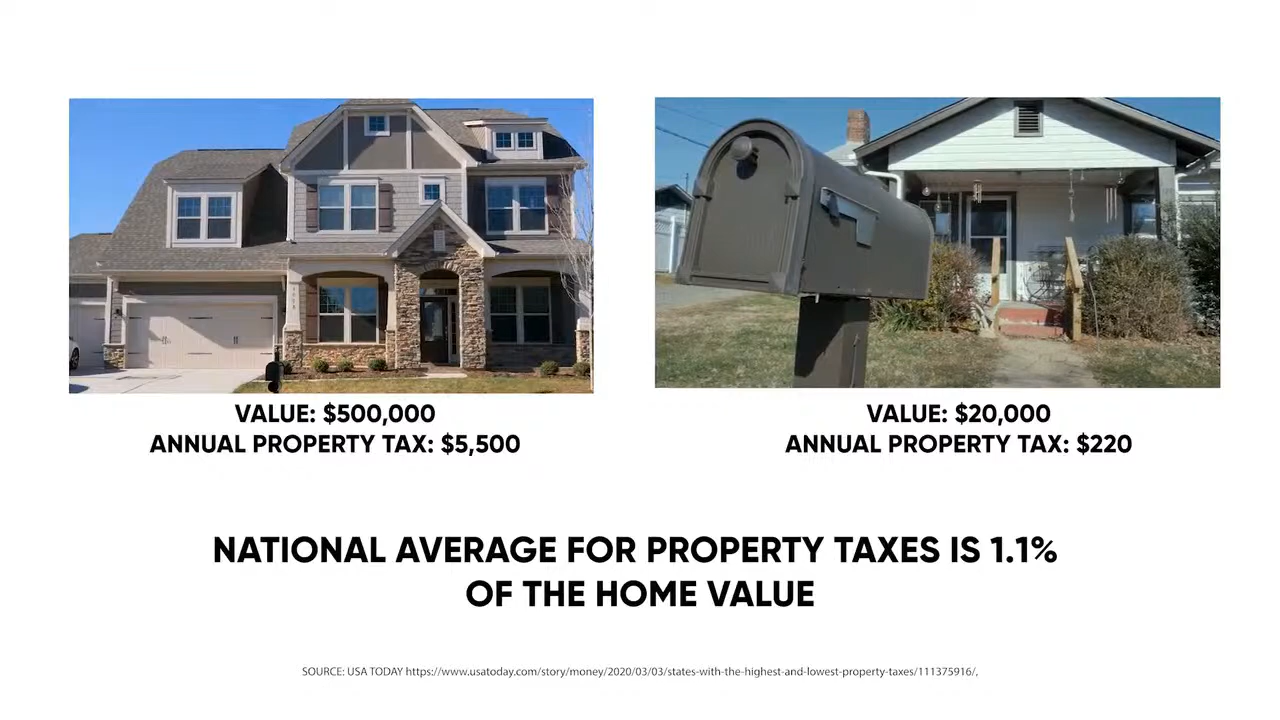 VALUE: $500,000
ANNUAL PROPERTY TAX: $5,500
VALUE: $20,000
ANNUAL PROPERTY TAX: $220
NATIONAL AVERAGE FOR PROPERTY TAXES IS 1.1%
OF THE HOME VALUE
SOURCE: USA TODAY https://www.usatoday.com/story/money/2020/03/03/states-with-the-highest-and-lowest-property-taxes/111375916/.